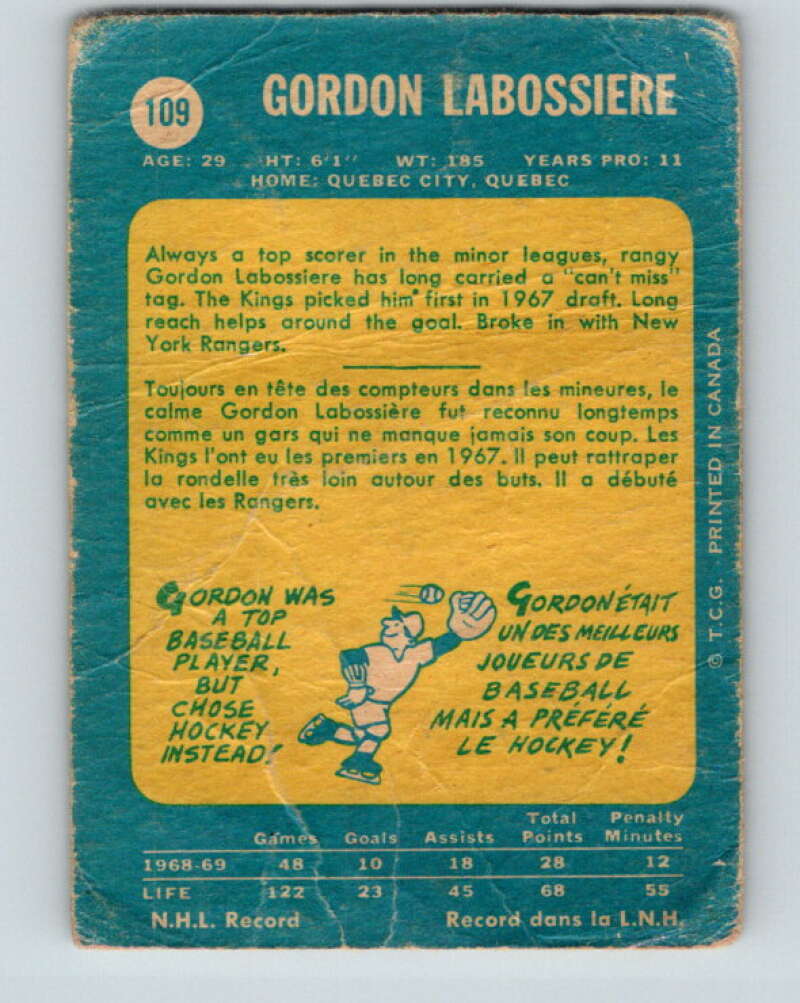 109
GORDON LABOSSIERE
AGE: 29 HT: 6'1" WT: 185 YEARS PRO: 11
HOME: QUEBEC CITY, QUEBEC
Always a top scorer in the minor leagues, rangy
Gordon Labossiere has long carried a "can't miss"
tag. The Kings picked him first in 1967 draft. Long
reach helps around the goal. Broke in with New
York Rangers.
Toujours en tête des compteurs dans les mineures, le
calme Gordon Labossière fut reconnu longtemps
comme un gars qui ne manque jamais son coup. Les
Kings l'ont eu les premiers en 1967. Il peut rattraper
la rondelle très loin autour des buts. Il a débuté
avec les Rangers.
GORDON WAS
A TOP
BASEBALL
PLAYER,
BUT
CHOSE
HOCKEY
INSTEAD!
GORDON ÉTAIT
UN DES MEILLEURS
JOUEURS DE
BASEBALL
MAIS A PRÉFÉRÉ
LE HOCKEY!
© T.C.G. PRINTED IN CANADA
Games Goals Assists Total Points Penalty Minutes
1968-69 48 10 18 28 12
LIFE 122 23 45 68 55
N.H.L. Record Record dans la L.N.H.